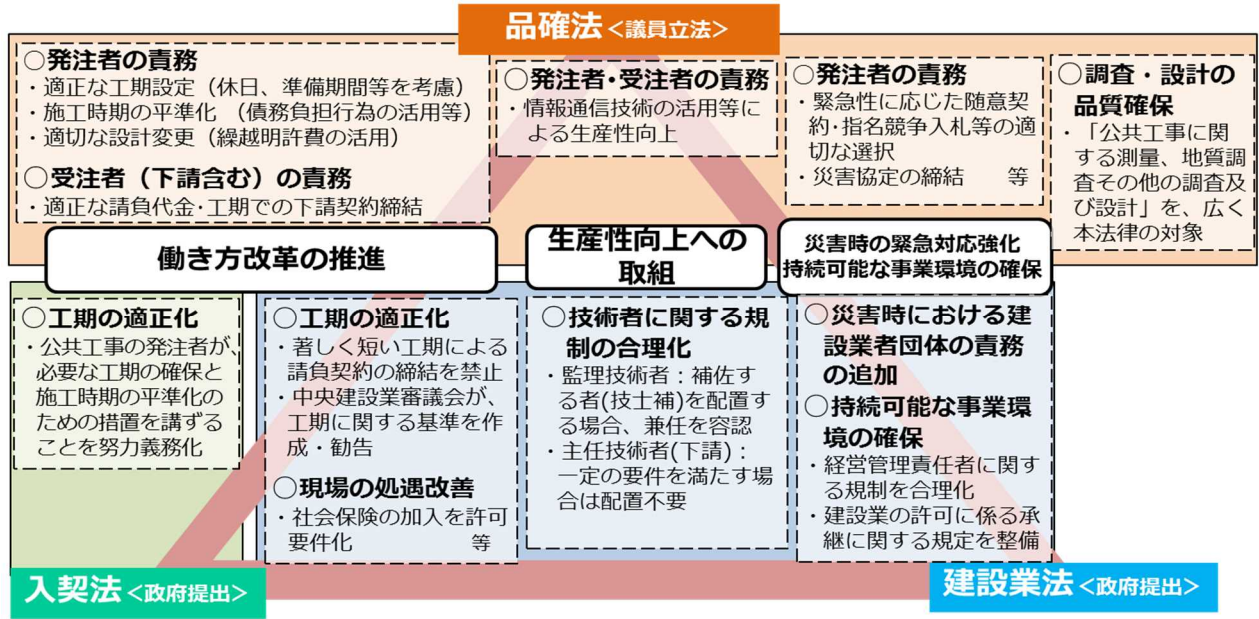 品確法<議員立法>
○発注者の責務
・適正な工期設定（休日、準備期間等を考慮）
・施工時期の平準化（債務負担行為の活用等）
・適切な設計変更（繰越明許費の活用）
○受注者（下請含む）の責務
・適正な請負代金･工期での下請契約締結
○発注者･受注者の責務
・情報通信技術の活用等に
よる生産性向上
○発注者の責務
・緊急性に応じた随意契
約･指名競争入札等の適
切な選択
・災害協定の締結　等
○調査・設計の
品質確保
・「公共工事に関
する測量、地質調
査その他の調査及
び設計」を、広く
本法律の対象
働き方改革の推進
生産性向上への
取組
災害時の緊急対応強化
持続可能な事業環境の確保
○工期の適正化
・公共工事の発注者が、
必要な工期の確保と
施工時期の平準化の
ための措置を講ずる
ことを努力義務化
○工期の適正化
・著しく短い工期による
請負契約の締結を禁止
・中央建設業審議会が、
工期に関する基準を作
成・勧告
○現場の処遇改善
・社会保険の加入を許可
要件化　等
○技術者に関する規
制の合理化
・監理技術者：補佐す
る者(技士補)を配置す
る場合、兼任を容認
・主任技術者(下請)：
一定の要件を満たす場
合は配置不要
○災害時における建
設業者団体の責務
の追加
○持続可能な事業環
境の確保
・経営管理責任者に関す
る規制を合理化
・建設業の許可に係る承
継に関する規定を整備
入契法<政府提出>
建設業法<政府提出>